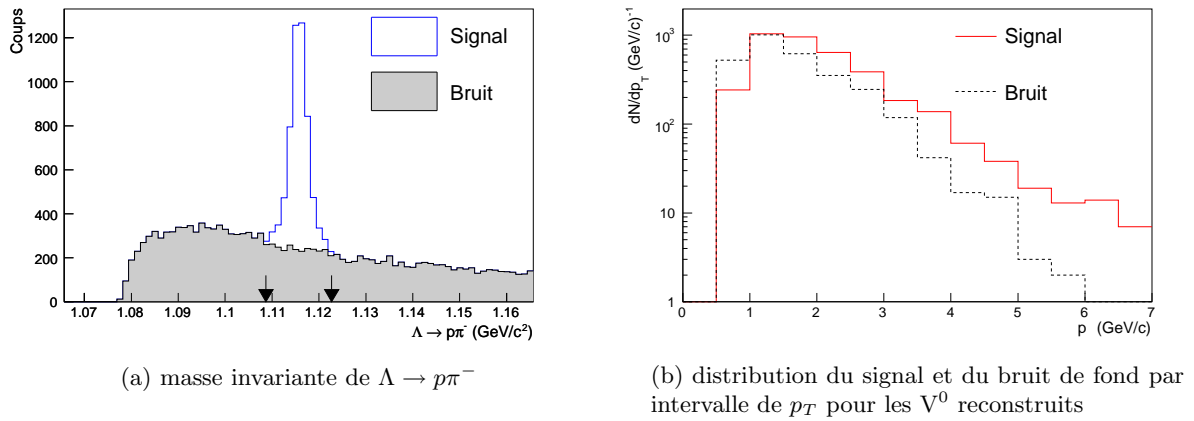 Coups
1200
1000
800
600
400
200
0
Signal
Bruit
1.07 1.08 1.09 1.1 1.11 1.12 1.13 1.14 1.15 1.16
Λ → pπ⁻ (GeV/c²)
(a) masse invariante de Λ → pπ⁻
dN/dp_T (GeV/c)⁻¹
10³
10²
10
1
Signal
Bruit
0 1 2 3 4 5 6 7
p (GeV/c)
(b) distribution du signal et du bruit de fond par
intervalle de p_T pour les V⁰ reconstruits